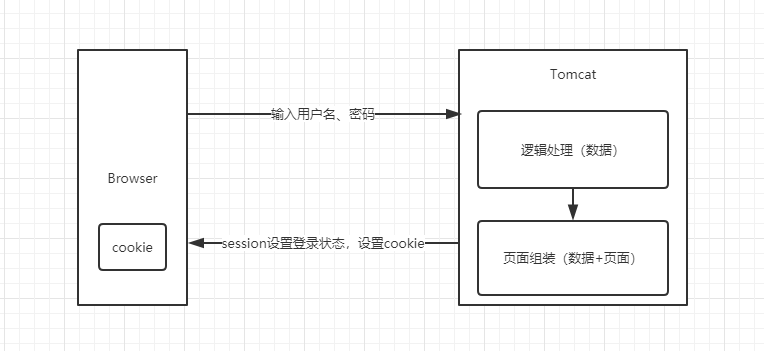 Tomcat
输入用户名、密码
逻辑处理（数据）
Browser
cookie
session设置登录状态，设置cookie
页面组装（数据+页面）